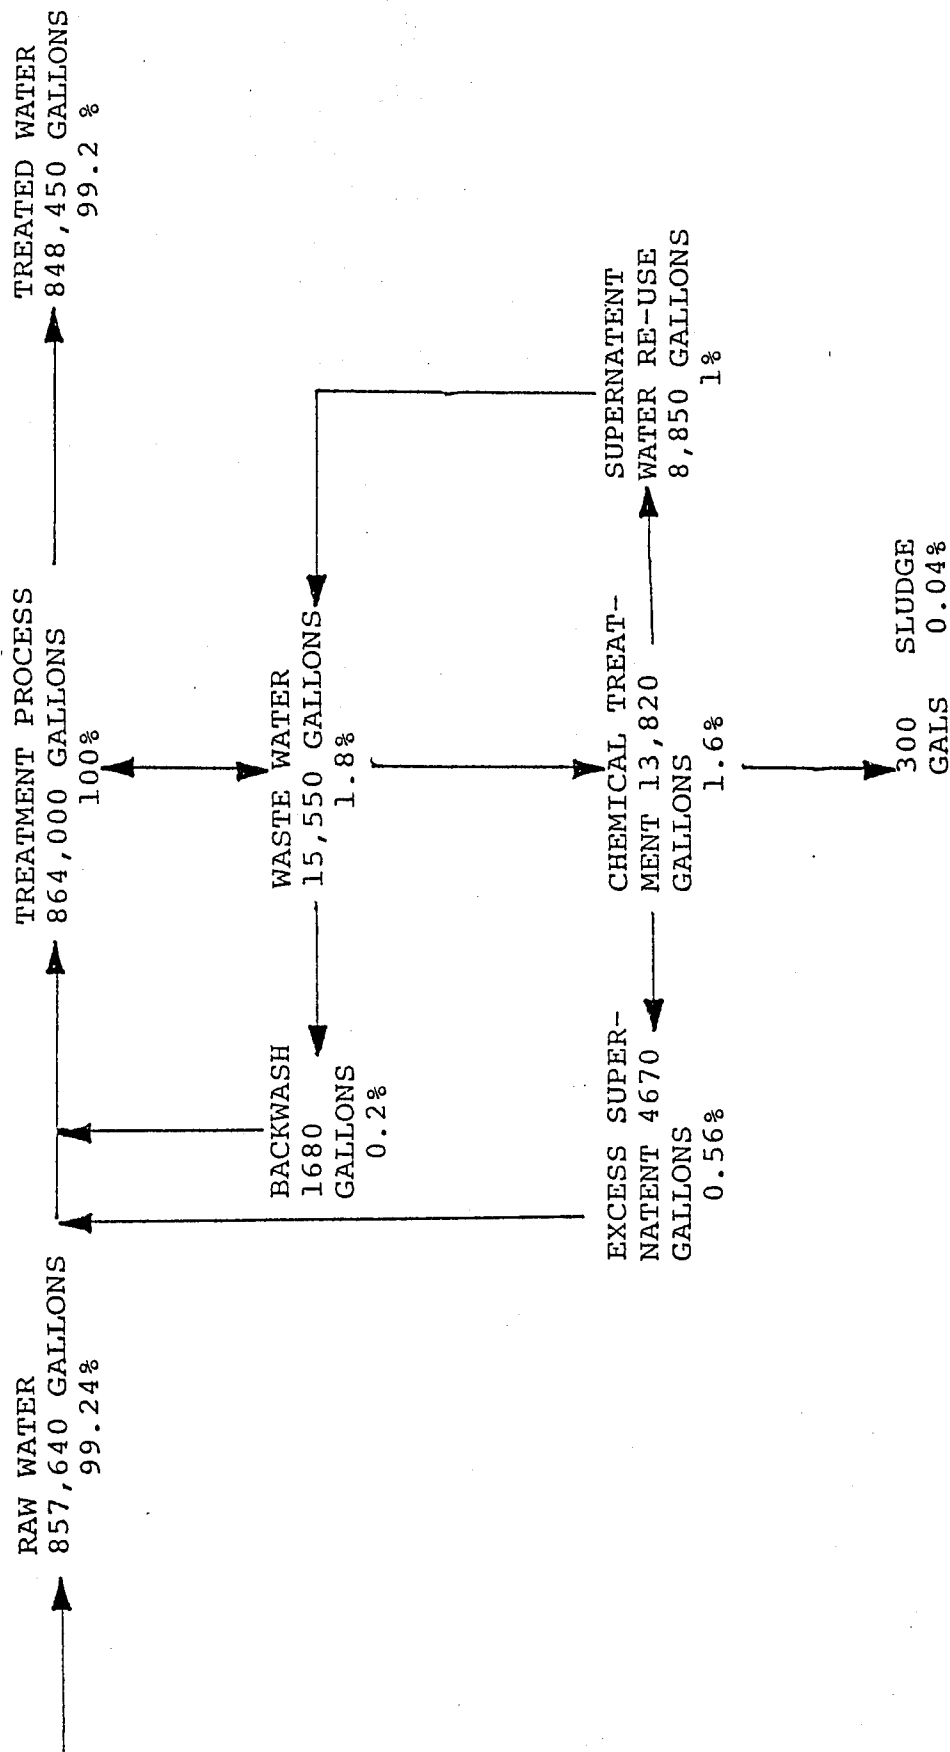 RAW WATER
857,640 GALLONS
99.24%
TREATMENT PROCESS
864,000 GALLONS
100%
TREATED WATER
848,450 GALLONS
99.2 %
BACKWASH
1680
GALLONS
0.2%
WASTE WATER
15,550 GALLONS
1.8%
EXCESS SUPER-
NATENT 4670
GALLONS
0.56%
CHEMICAL TREAT-
MENT 13,820
GALLONS
1.6%
SUPERNATENT
WATER RE-USE
8,850 GALLONS
1%
300 SLUDGE
GALS 0.04%